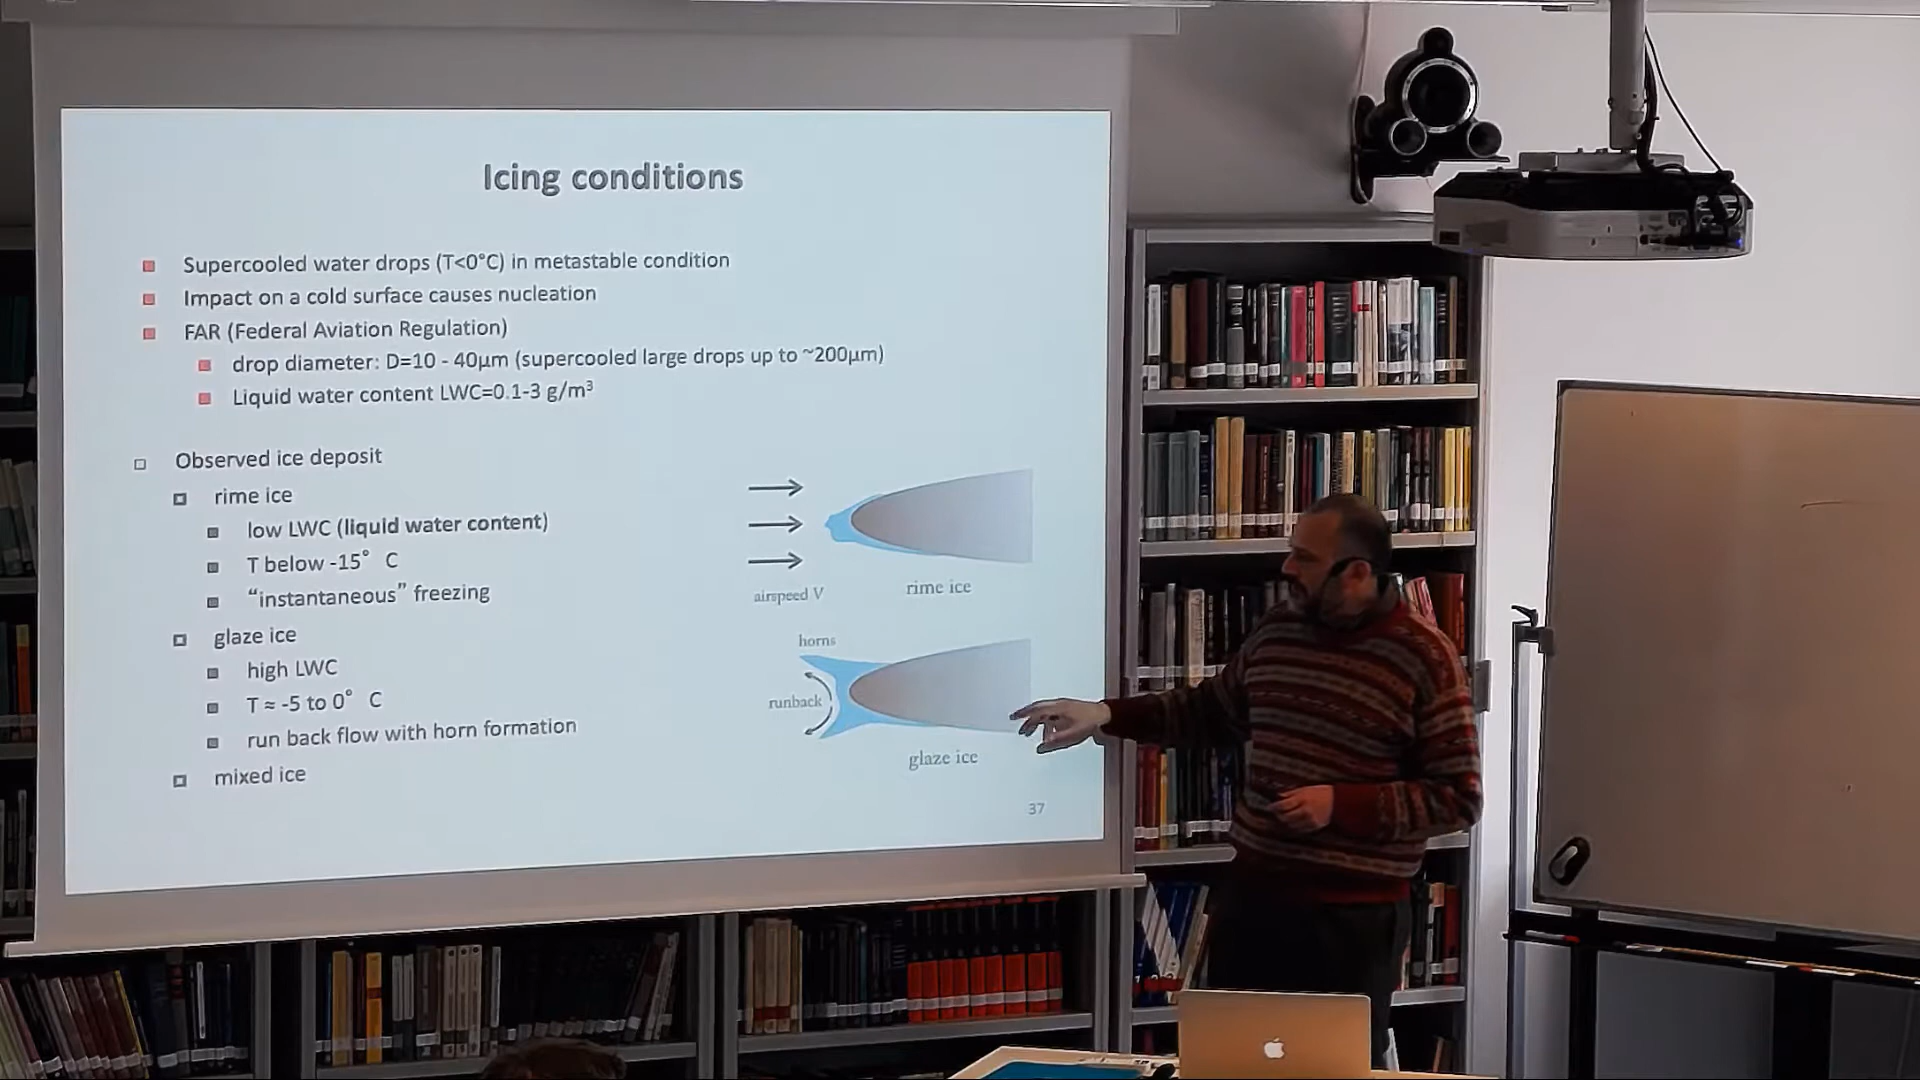 Icing conditions
Supercooled water drops (T<0°C) in metastable condition
Impact on a cold surface causes nucleation
FAR (Federal Aviation Regulation)
drop diameter: D=10 - 40μm (supercooled large drops up to ~200μm)
Liquid water content LWC=0.1-3 g/m³
Observed ice deposit
rime ice
low LWC (liquid water content)
T below -15° C
“instantaneous” freezing
glaze ice
high LWC
T ≈ -5 to 0° C
run back flow with horn formation
mixed ice
airspeed V
rime ice
horns
runback
glaze ice
37